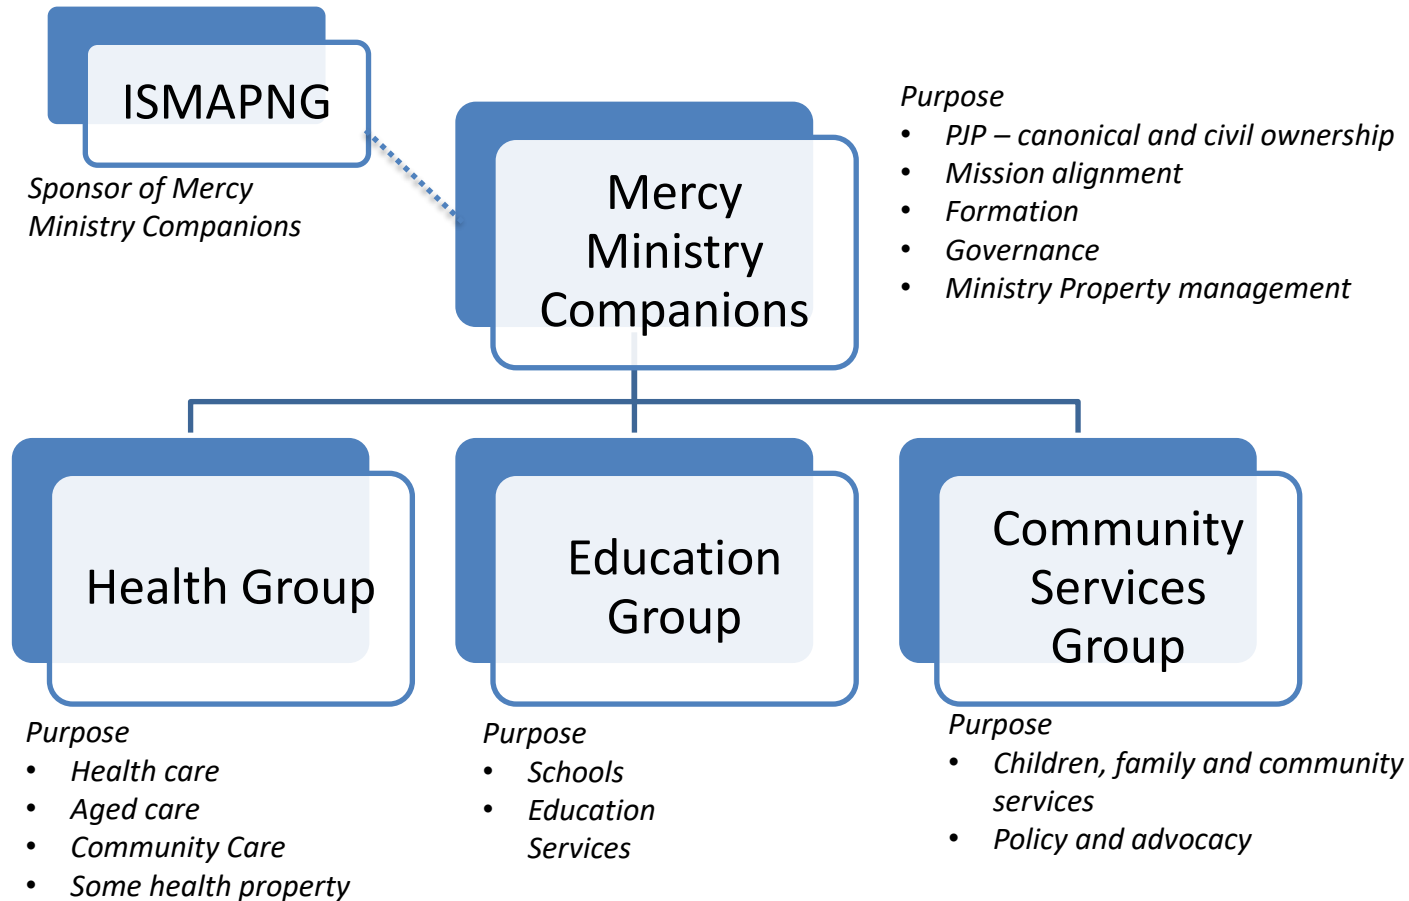 ISMAPNG
Sponsor of Mercy
Ministry Companions
Mercy
Ministry
Companions
Purpose
• PJP – canonical and civil ownership
• Mission alignment
• Formation
• Governance
• Ministry Property management
Health Group
Purpose
• Health care
• Aged care
• Community Care
• Some health property
Education
Group
Purpose
• Schools
• Education
Services
Community
Services
Group
Purpose
• Children, family and community
services
• Policy and advocacy